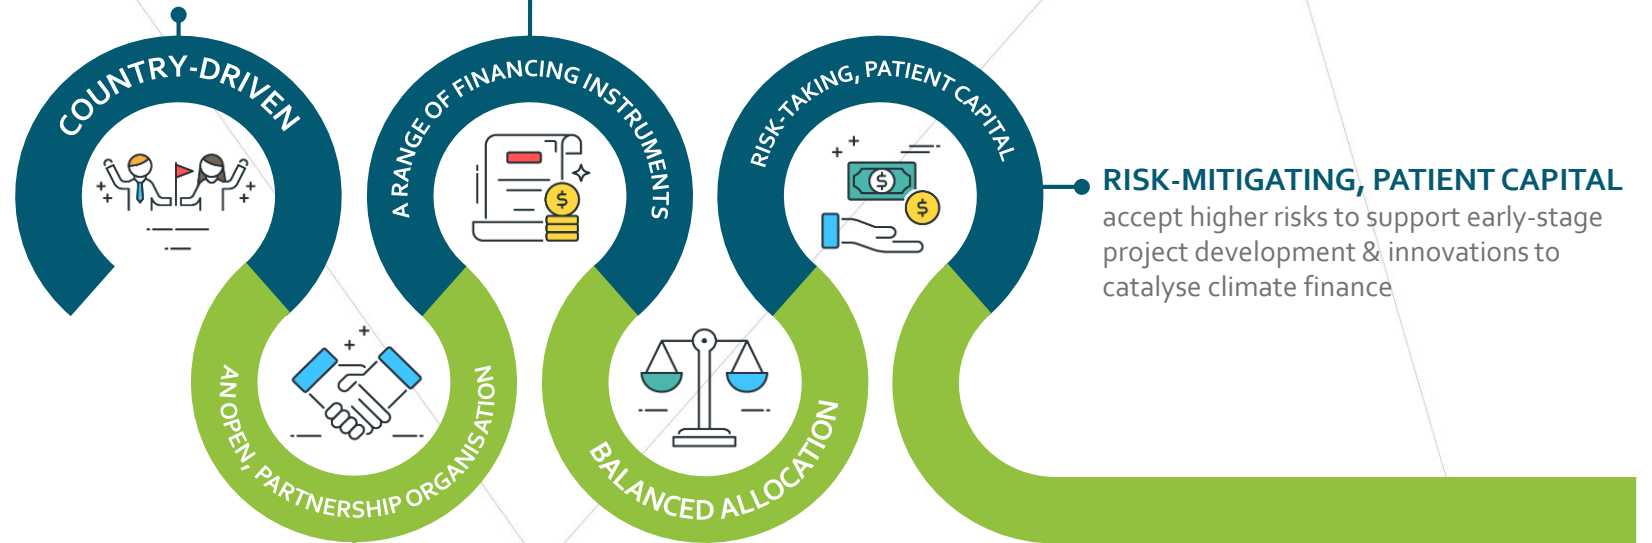 COUNTRY-DRIVEN
A RANGE OF FINANCING INSTRUMENTS
RISK-TAKING, PATIENT CAPITAL
RISK-MITIGATING, PATIENT CAPITAL
accept higher risks to support early-stage
project development & innovations to
catalyse climate finance
AN OPEN, PARTNERSHIP ORGANISATION
BALANCED ALLOCATION
$
$
$